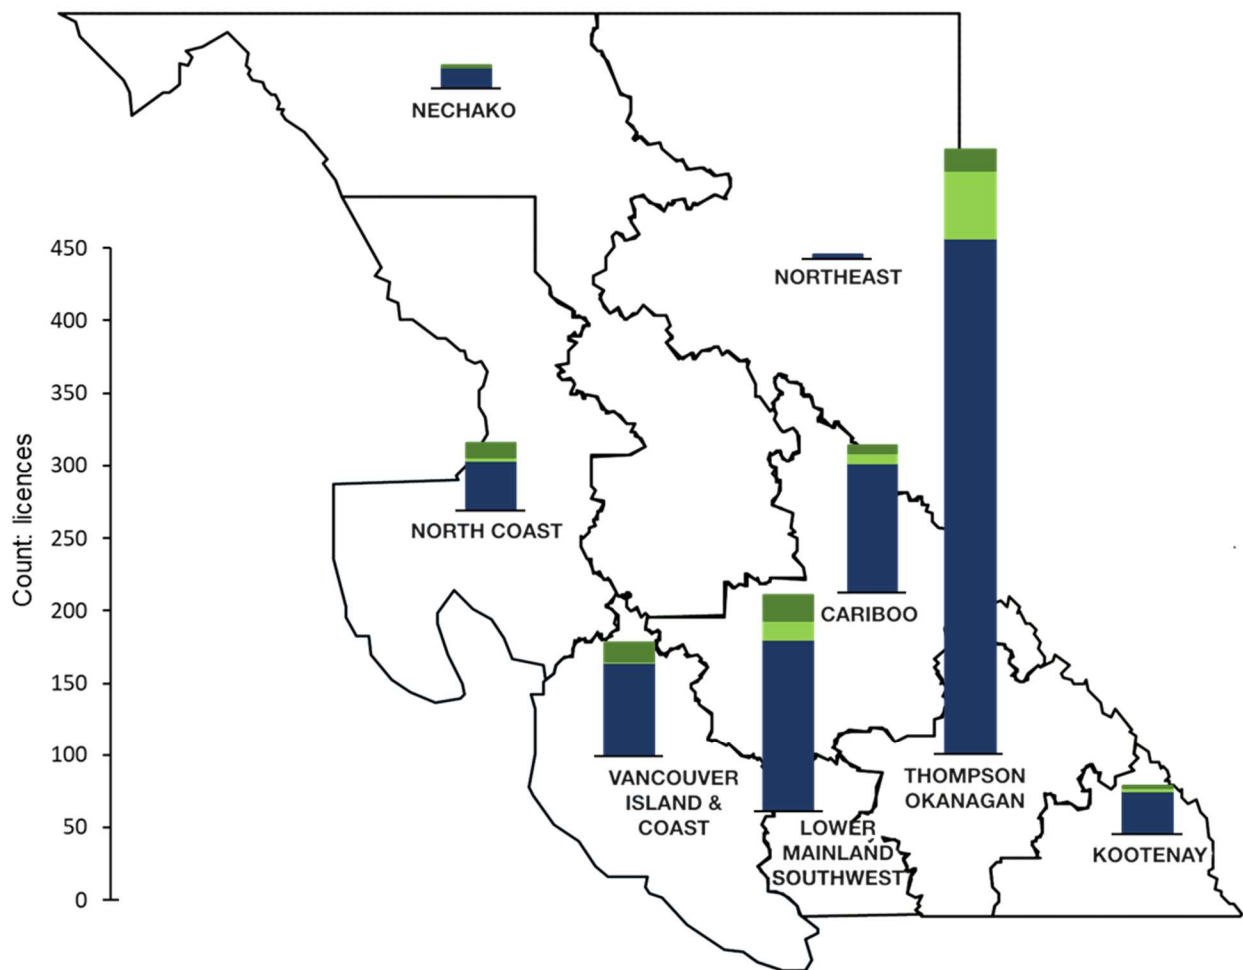 NECHAKO
NORTHEAST
450
400
350
300
250
200
150
100
50
0
Count: licences
NORTH COAST
CARIBOO
VANCOUVER
ISLAND &
COAST
LOWER
MAINLAND
SOUTHWEST
THOMPSON
OKANAGAN
KOOTENAY